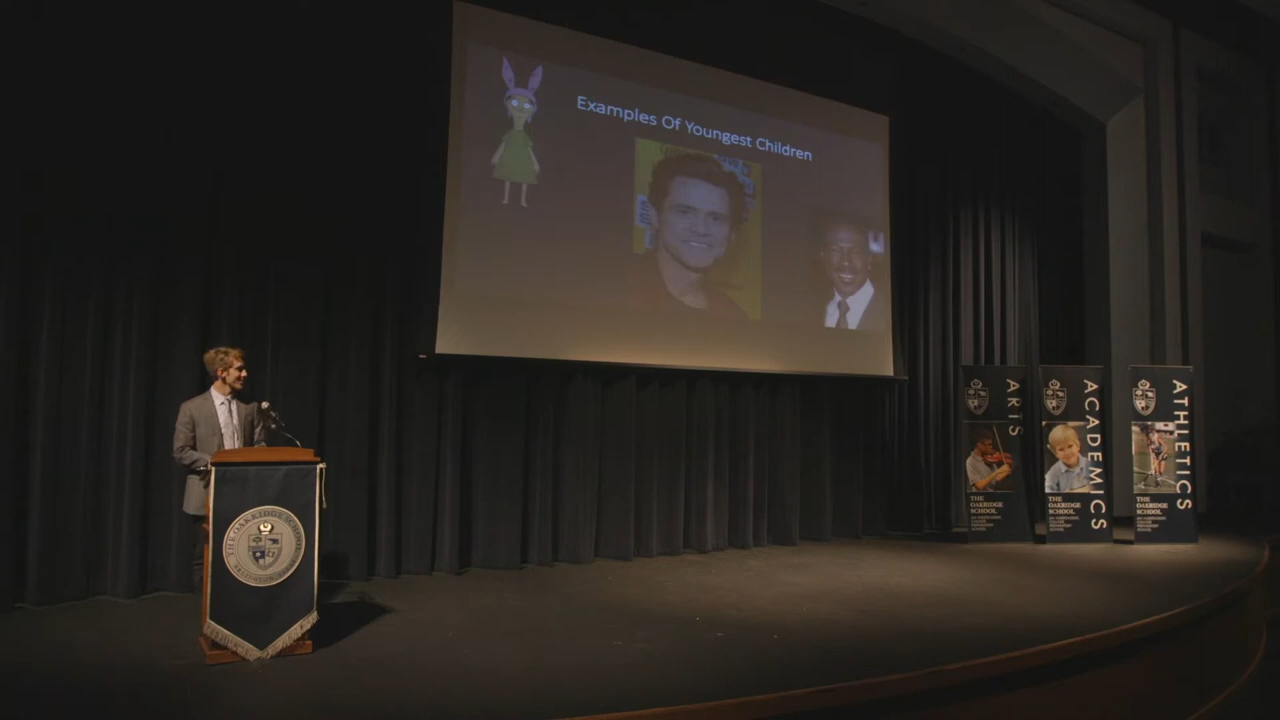 Examples Of Youngest Children
ARTS
THE
OAKRIDGE
SCHOOL
ACADEMICS
THE
OAKRIDGE
SCHOOL
ATHLETICS
THE
OAKRIDGE
SCHOOL
THE OAKRIDGE SCHOOL